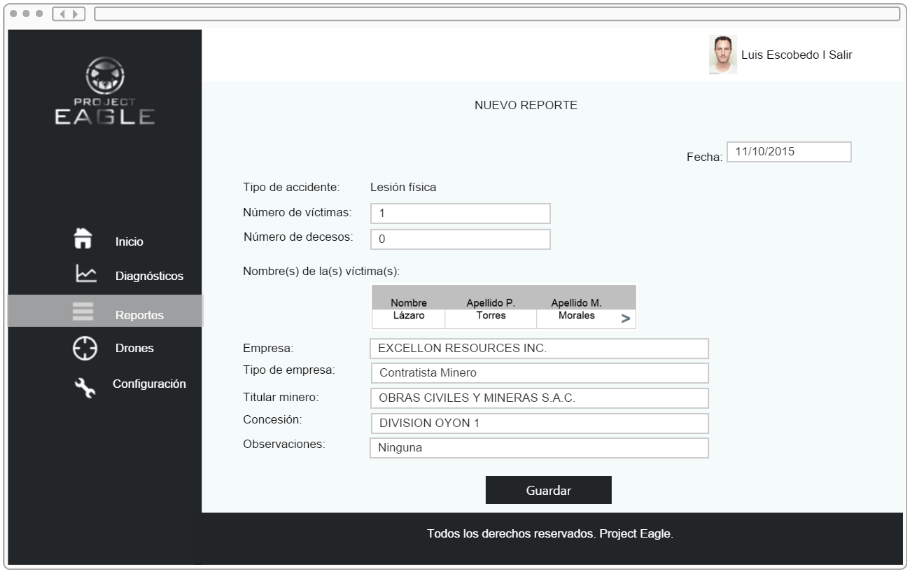 Luis Escobedo I Salir
PROJECT
EAGLE
Inicio
Diagnósticos
Reportes
Drones
Configuración
NUEVO REPORTE
Fecha: 11/10/2015
Tipo de accidente: Lesión física
Número de víctimas: 1
Número de decesos: 0
Nombre(s) de la(s) víctima(s):
Nombre Apellido P. Apellido M.
Lázaro Torres Morales >
Empresa: EXCELLON RESOURCES INC.
Tipo de empresa: Contratista Minero
Titular minero: OBRAS CIVILES Y MINERAS S.A.C.
Concesión: DIVISION OYON 1
Observaciones: Ninguna
Guardar
Todos los derechos reservados. Project Eagle.